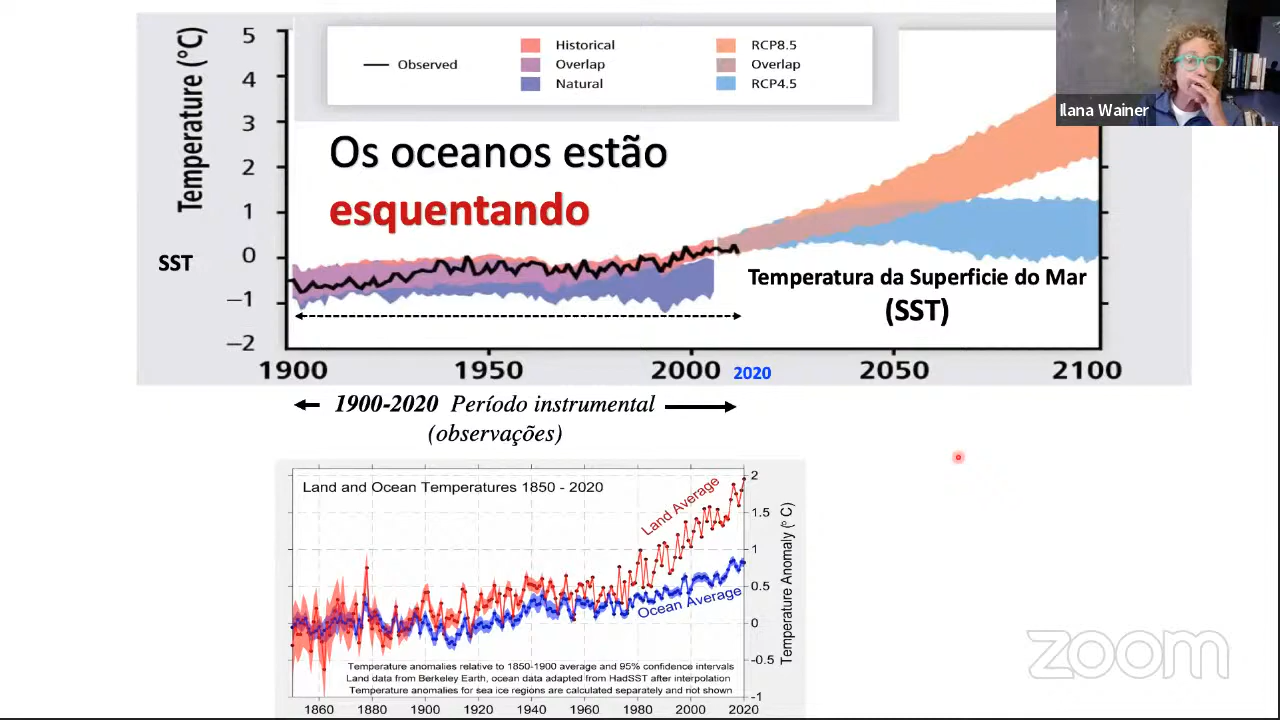 Temperature (°C)
5
4
3
2
1
0
−1
−2
Observed
Historical
Overlap
Natural
RCP8.5
Overlap
RCP4.5
Ilana Wainer
Os oceanos estão
esquentando
SST
Temperatura da Superficie do Mar
(SST)
1900
1950
2000
2020
2050
2100
1900-2020 Período instrumental
(observações)
Land and Ocean Temperatures 1850 - 2020
Land Average
Ocean Average
2
1.5
1
0.5
0
-0.5
-1
Temperature Anomaly (° C)
Temperature anomalies relative to 1850-1900 average and 95% confidence intervals
Land data from Berkeley Earth, ocean data adapted from HadSST after interpolation
Temperature anomalies for sea ice regions are calculated separately and not shown
1860
1880
1900
1920
1940
1960
1980
2000
2020
zoom